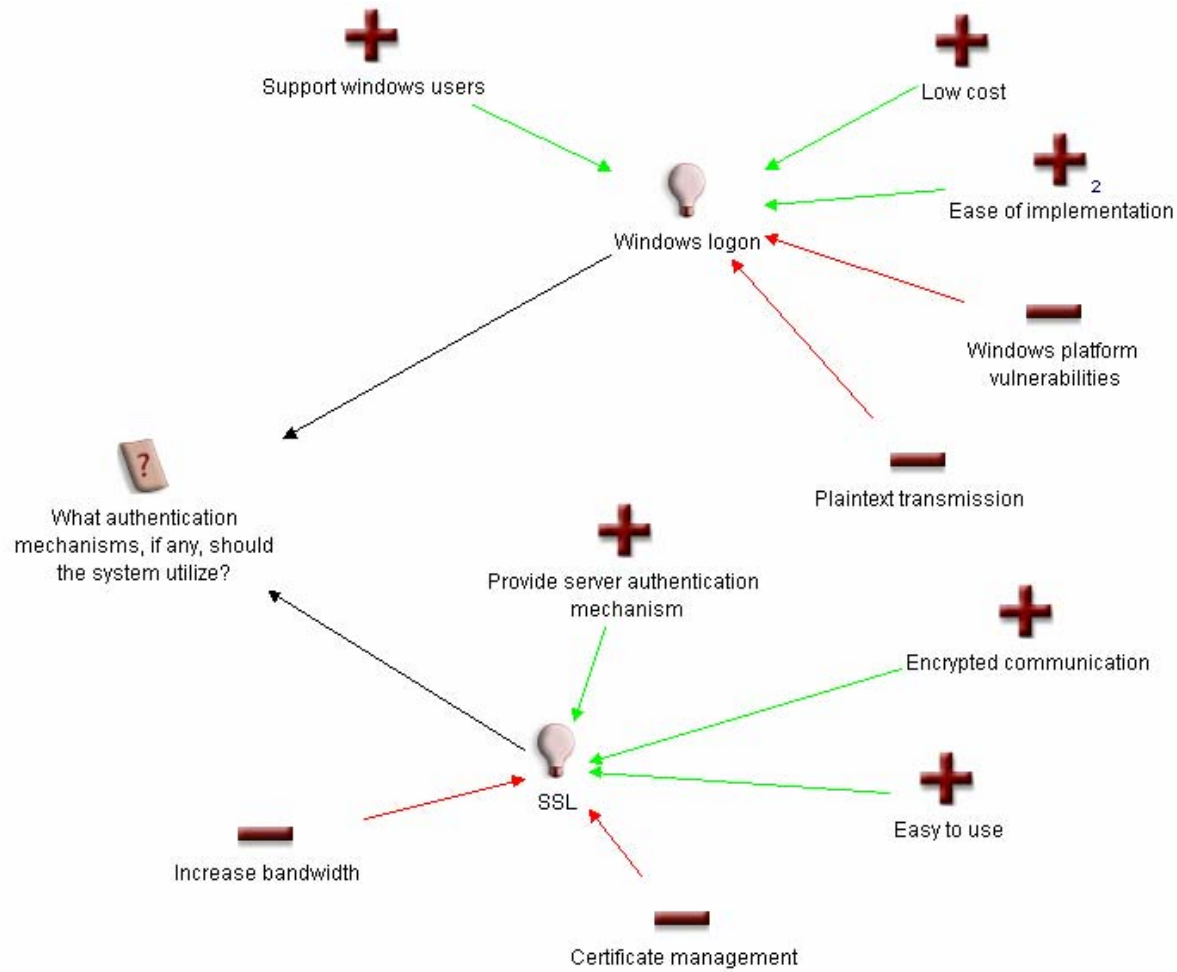 Support windows users
Low cost
2
Ease of implementation
Windows logon
Windows platform
vulnerabilities
Plaintext transmission
?
What authentication
mechanisms, if any, should
the system utilize?
Provide server authentication
mechanism
Encrypted communication
SSL
Easy to use
Increase bandwidth
Certificate management